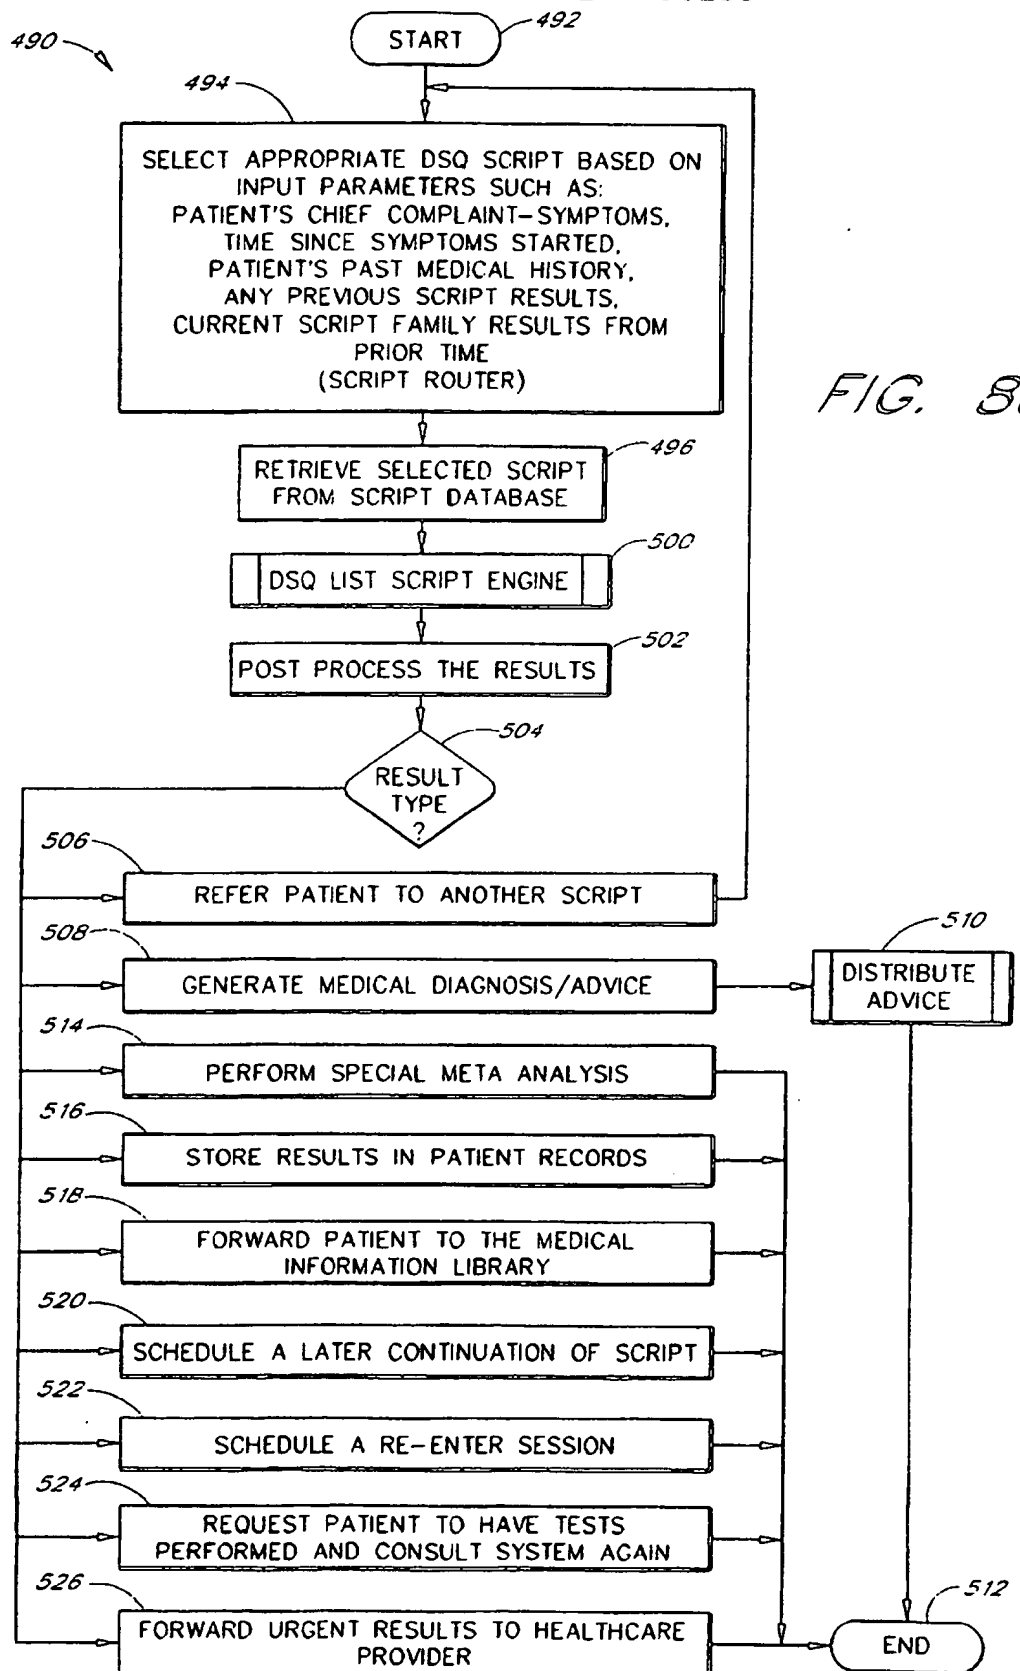 492
START
490
494
SELECT APPROPRIATE DSQ SCRIPT BASED ON
INPUT PARAMETERS SUCH AS:
PATIENT'S CHIEF COMPLAINT-SYMPTOMS,
TIME SINCE SYMPTOMS STARTED,
PATIENT'S PAST MEDICAL HISTORY,
ANY PREVIOUS SCRIPT RESULTS,
CURRENT SCRIPT FAMILY RESULTS FROM
PRIOR TIME
(SCRIPT ROUTER)
FIG.
496
RETRIEVE SELECTED SCRIPT
FROM SCRIPT DATABASE
500
DSQ LIST SCRIPT ENGINE
502
POST PROCESS THE RESULTS
504
RESULT
TYPE
?
506
REFER PATIENT TO ANOTHER SCRIPT
508
GENERATE MEDICAL DIAGNOSIS/ADVICE
510
DISTRIBUTE
ADVICE
514
PERFORM SPECIAL META ANALYSIS
516
STORE RESULTS IN PATIENT RECORDS
518
FORWARD PATIENT TO THE MEDICAL
INFORMATION LIBRARY
520
SCHEDULE A LATER CONTINUATION OF SCRIPT
522
SCHEDULE A RE-ENTER SESSION
524
REQUEST PATIENT TO HAVE TESTS
PERFORMED AND CONSULT SYSTEM AGAIN
526
FORWARD URGENT RESULTS TO HEALTHCARE
PROVIDER
512
END